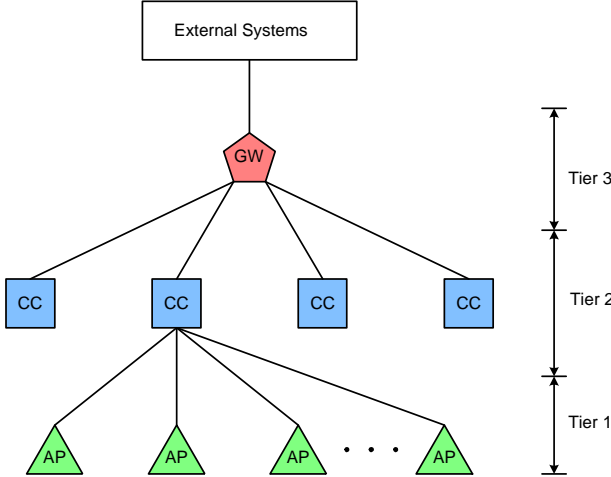 External Systems
GW
Tier 3
CC CC CC CC
Tier 2
AP AP AP AP
Tier 1